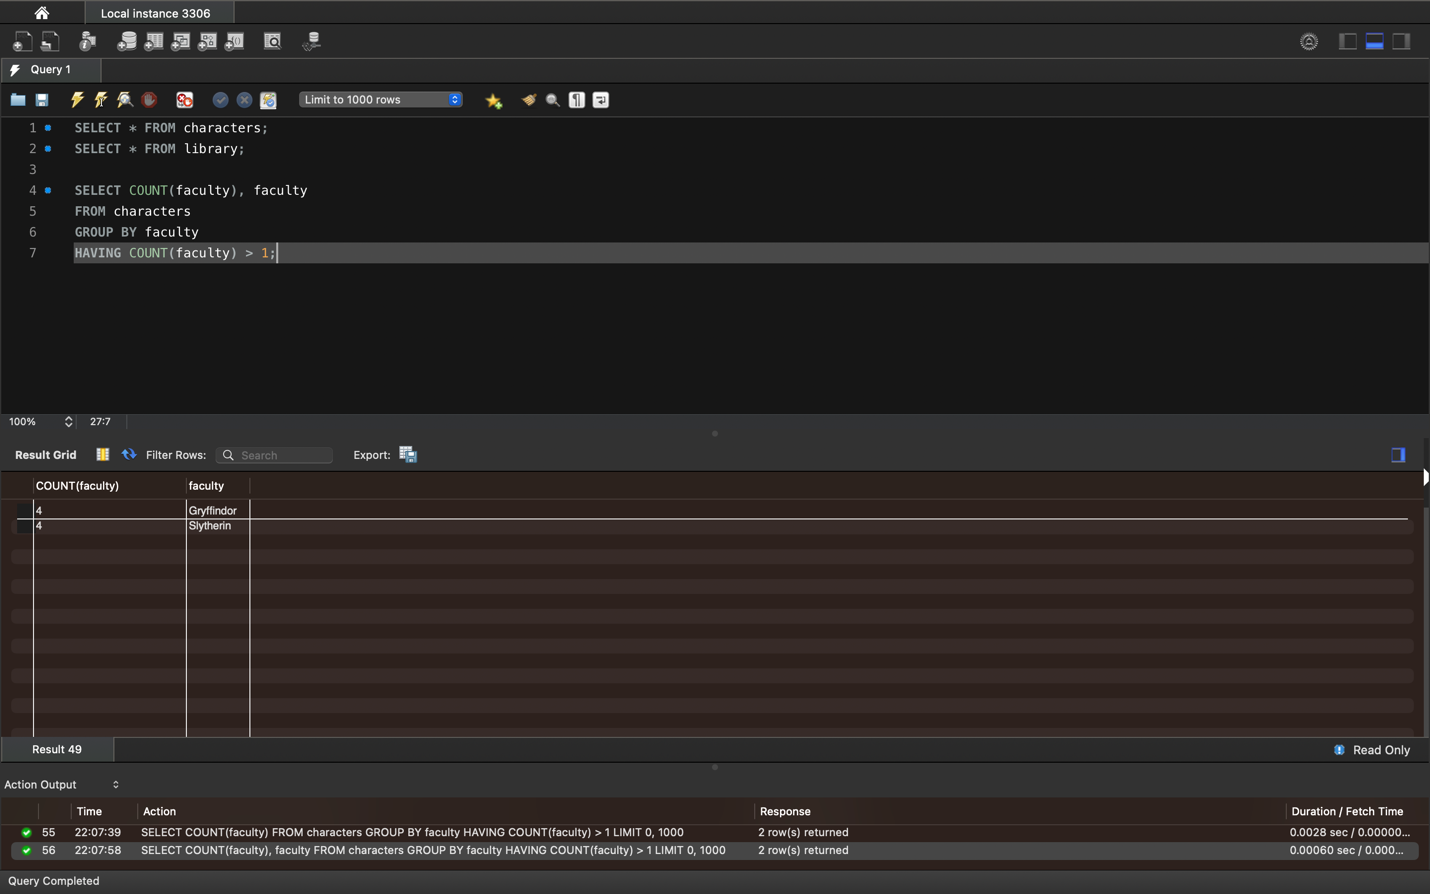 Local instance 3306
Query 1
Limit to 1000 rows
1 SELECT * FROM characters;
2 SELECT * FROM library;
3
4 SELECT COUNT(faculty), faculty
5 FROM characters
6 GROUP BY faculty
7 HAVING COUNT(faculty) > 1;
100% 27:7
Result Grid Filter Rows: Search Export:
COUNT(faculty) faculty
4 Gryffindor
4 Slytherin
Result 49 Read Only
Action Output
Time Action Response Duration / Fetch Time
55 22:07:39 SELECT COUNT(faculty) FROM characters GROUP BY faculty HAVING COUNT(faculty) > 1 LIMIT 0, 1000 2 row(s) returned 0.0028 sec / 0.00000...
56 22:07:58 SELECT COUNT(faculty), faculty FROM characters GROUP BY faculty HAVING COUNT(faculty) > 1 LIMIT 0, 1000 2 row(s) returned 0.00060 sec / 0.000...
Query Completed